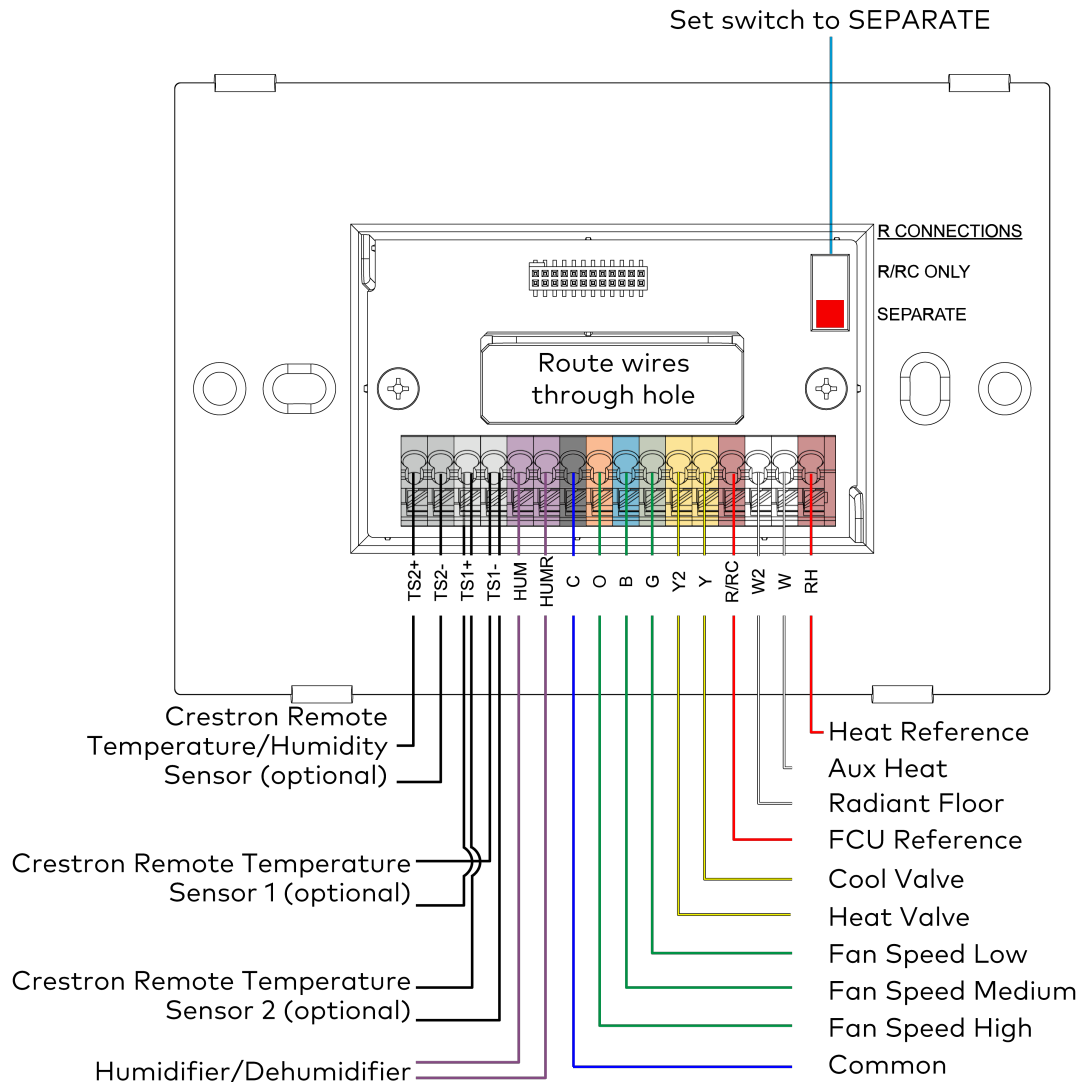 Set switch to SEPARATE
R CONNECTIONS
R/RC ONLY
SEPARATE
Route wires
through hole
TS2+
TS2-
TS1+
TS1-
HUM
HUMR
C
O
B
G
Y2
Y
R/RC
W2
W
RH
Crestron Remote
Temperature/Humidity
Sensor (optional)
Crestron Remote Temperature
Sensor 1 (optional)
Crestron Remote Temperature
Sensor 2 (optional)
Humidifier/Dehumidifier
Heat Reference
Aux Heat
Radiant Floor
FCU Reference
Cool Valve
Heat Valve
Fan Speed Low
Fan Speed Medium
Fan Speed High
Common